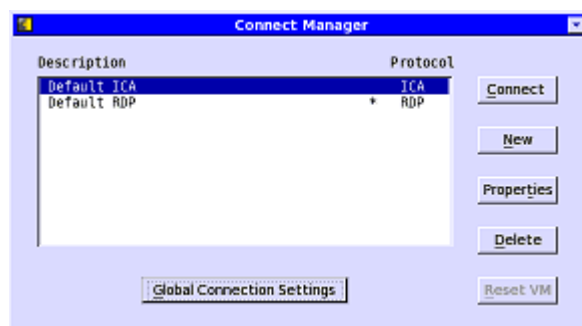 Connect Manager
Description Protocol
Default ICA ICA
Default RDP * RDP
Connect
New
Properties
Delete
Global Connection Settings
Reset VM